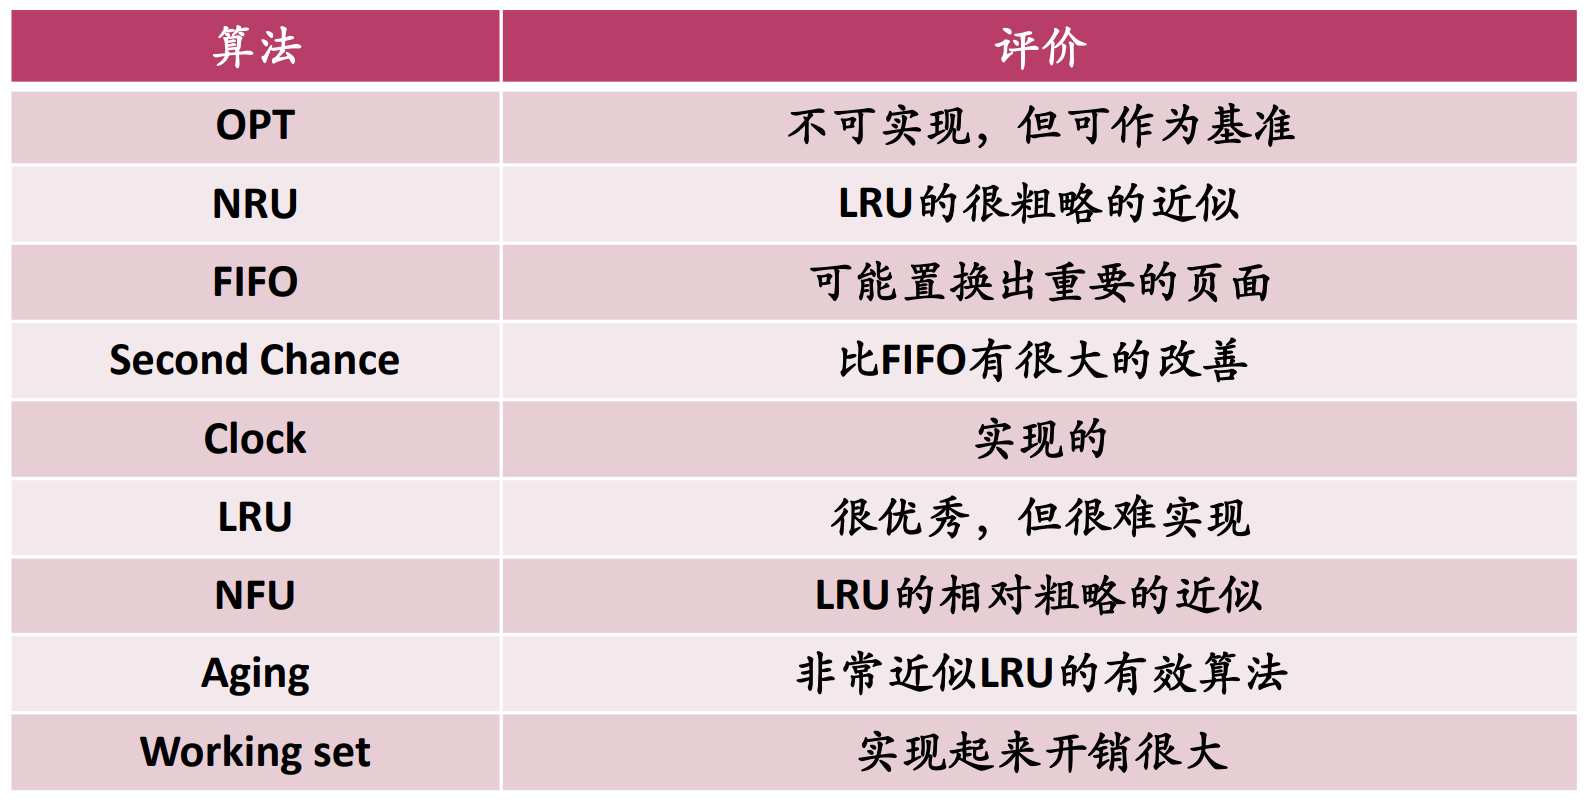 算法 评价
OPT 不可实现，但可作为基准
NRU LRU的很粗略的近似
FIFO 可能置换出重要的页面
Second Chance 比FIFO有很大的改善
Clock 实现的
LRU 很优秀，但很难实现
NFU LRU的相对粗略的近似
Aging 非常近似LRU的有效算法
Working set 实现起来开销很大